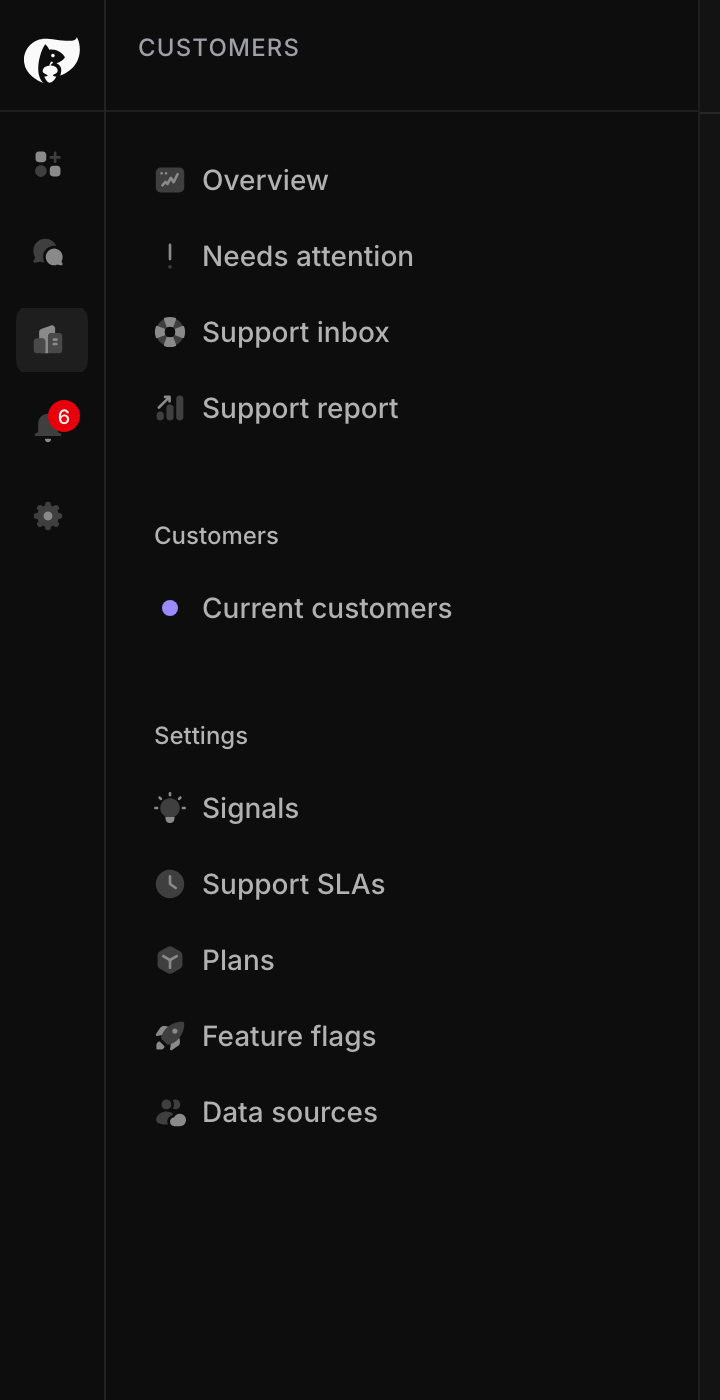 CUSTOMERS
Overview
Needs attention
Support inbox
Support report
6
Customers
Current customers
Settings
Signals
Support SLAs
Plans
Feature flags
Data sources